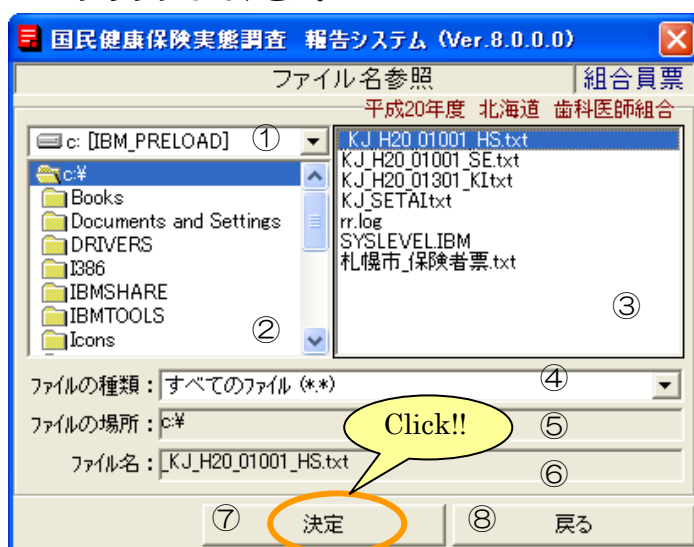 国民健康保険実態調査 報告システム (Ver.8.0.0.0)
ファイル名参照
組合員票
平成20年度 北海道 歯科医師組合
c: [IBM_PRELOAD]
①
c:¥
Books
Documents and Settings
DRIVERS
I386
IBMSHARE
IBMTOOLS
Icons
②
_KJ_H20_01001_HS.txt
KJ_H20_01001_SE.txt
KJ_H20_01301_KI.txt
KJ_SETAI.txt
rr.log
SYSLEVEL.IBM
札幌市_保険者票.txt
③
ファイルの種類：すべてのファイル (*.*)
④
ファイルの場所：c:¥
⑤
ファイル名：_KJ_H20_01001_HS.txt
⑥
Click!!
⑦ 決定
⑧ 戻る